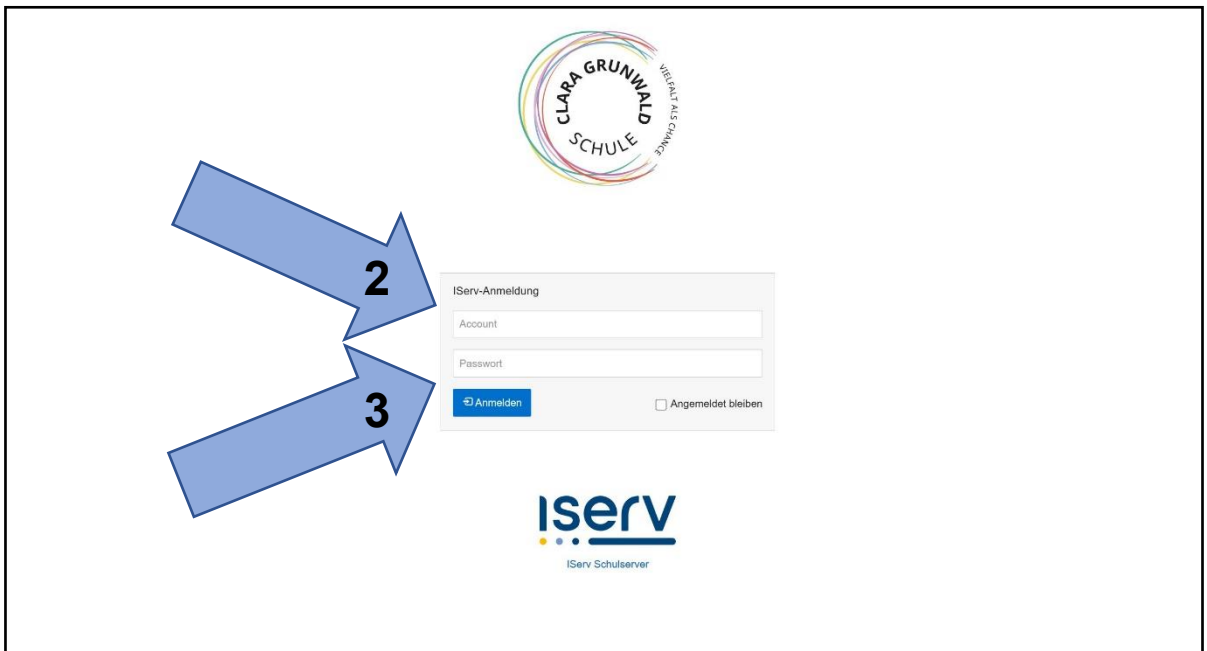 CLARA GRUNWALD
SCHULE
VIELFALT ALS CHANCE
2
IServ-Anmeldung
Account
Passwort
3
Anmelden
Angemeldet bleiben
Iserv
IServ Schulserver